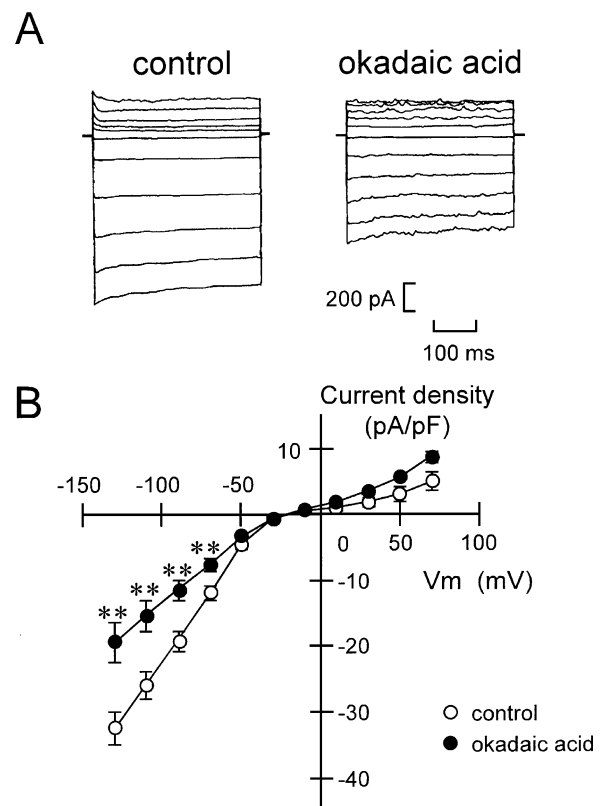 A
control
okadaic acid
200 pA
100 ms
B
Current density
(pA/pF)
10
-150
-100
-50
0
50
100
Vm (mV)
**
**
**
**
-10
-20
-30
-40
control
okadaic acid